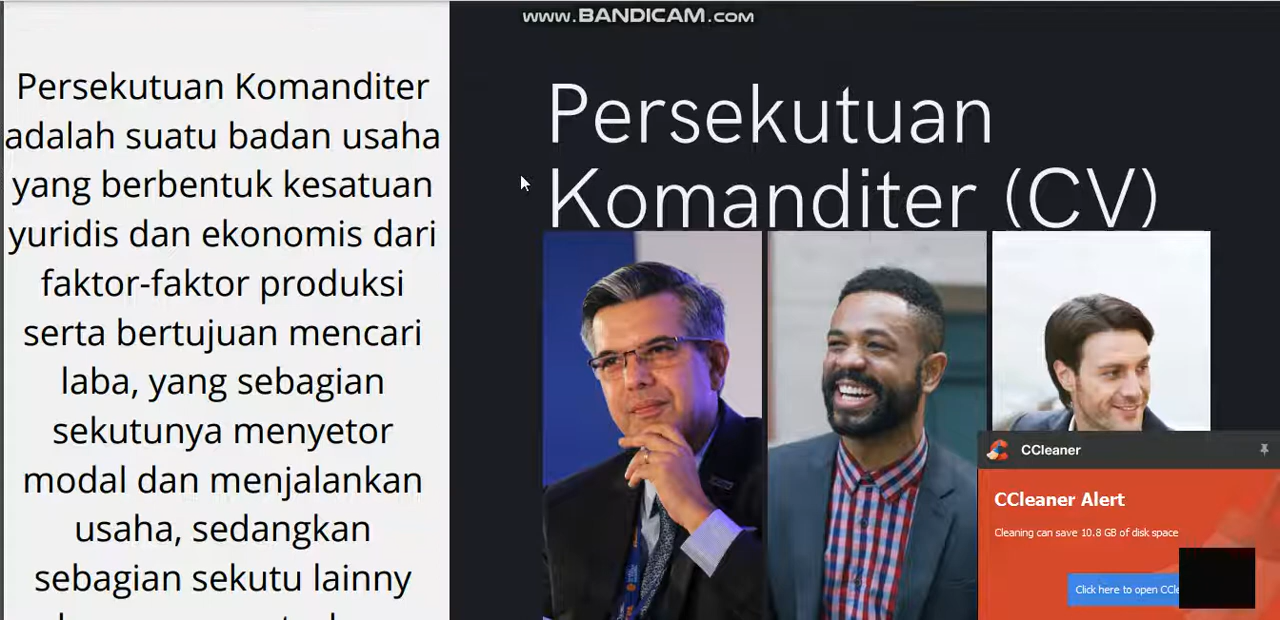 www.BANDICAM.com
Persekutuan Komanditer
adalah suatu badan usaha
yang berbentuk kesatuan
yuridis dan ekonomis dari
faktor-faktor produksi
serta bertujuan mencari
laba, yang sebagian
sekutunya menyetor
modal dan menjalankan
usaha, sedangkan
sebagian sekutu lainny
Persekutuan
Komanditer (CV)
CCleaner
CCleaner Alert
Cleaning can save 10.8 GB of disk space
Click here to open CCle